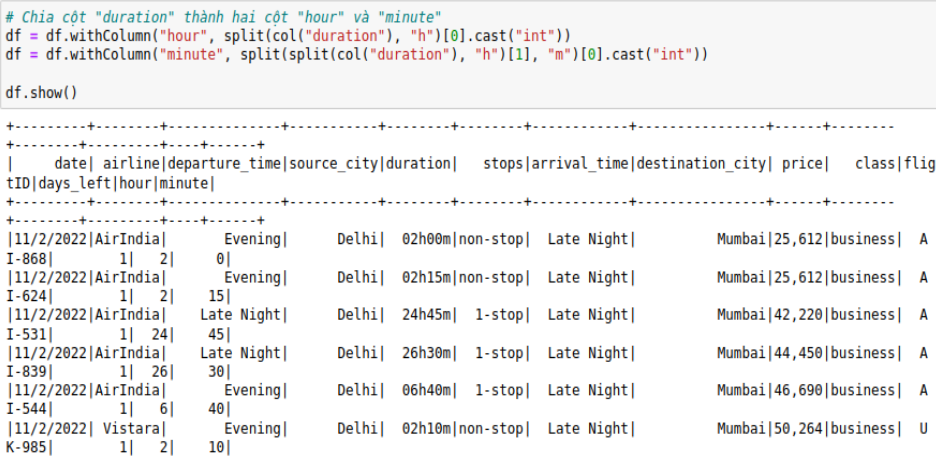 # Chia cột "duration" thành hai cột "hour" và "minute"
df = df.withColumn("hour", split(col("duration"), "h")[0].cast("int"))
df = df.withColumn("minute", split(split(col("duration"), "h")[1], "m")[0].cast("int"))
df.show()
+---------+--------+--------------+-----------+--------+--------+------------+----------------+------+--------
+---------+---------+----+------+
|     date| airline|departure_time|source_city|duration|   stops|arrival_time|destination_city| price|   class|flig
tID|days_left|hour|minute|
+---------+--------+--------------+-----------+--------+--------+------------+----------------+------+--------
+---------+---------+----+------+
|11/2/2022|AirIndia|       Evening|      Delhi|  02h00m|non-stop|  Late Night|          Mumbai|25,612|business|  A
I-868|        1|   2|     0|
|11/2/2022|AirIndia|       Evening|      Delhi|  02h15m|non-stop|  Late Night|          Mumbai|25,612|business|  A
I-624|        1|   2|    15|
|11/2/2022|AirIndia|    Late Night|      Delhi|  24h45m|  1-stop|  Late Night|          Mumbai|42,220|business|  A
I-531|        1|  24|    45|
|11/2/2022|AirIndia|    Late Night|      Delhi|  26h30m|  1-stop|  Late Night|          Mumbai|44,450|business|  A
I-839|        1|  26|    30|
|11/2/2022|AirIndia|       Evening|      Delhi|  06h40m|  1-stop|  Late Night|          Mumbai|46,690|business|  A
I-544|        1|   6|    40|
|11/2/2022| Vistara|       Evening|      Delhi|  02h10m|non-stop|  Late Night|          Mumbai|50,264|business|  U
K-985|        1|   2|    10|